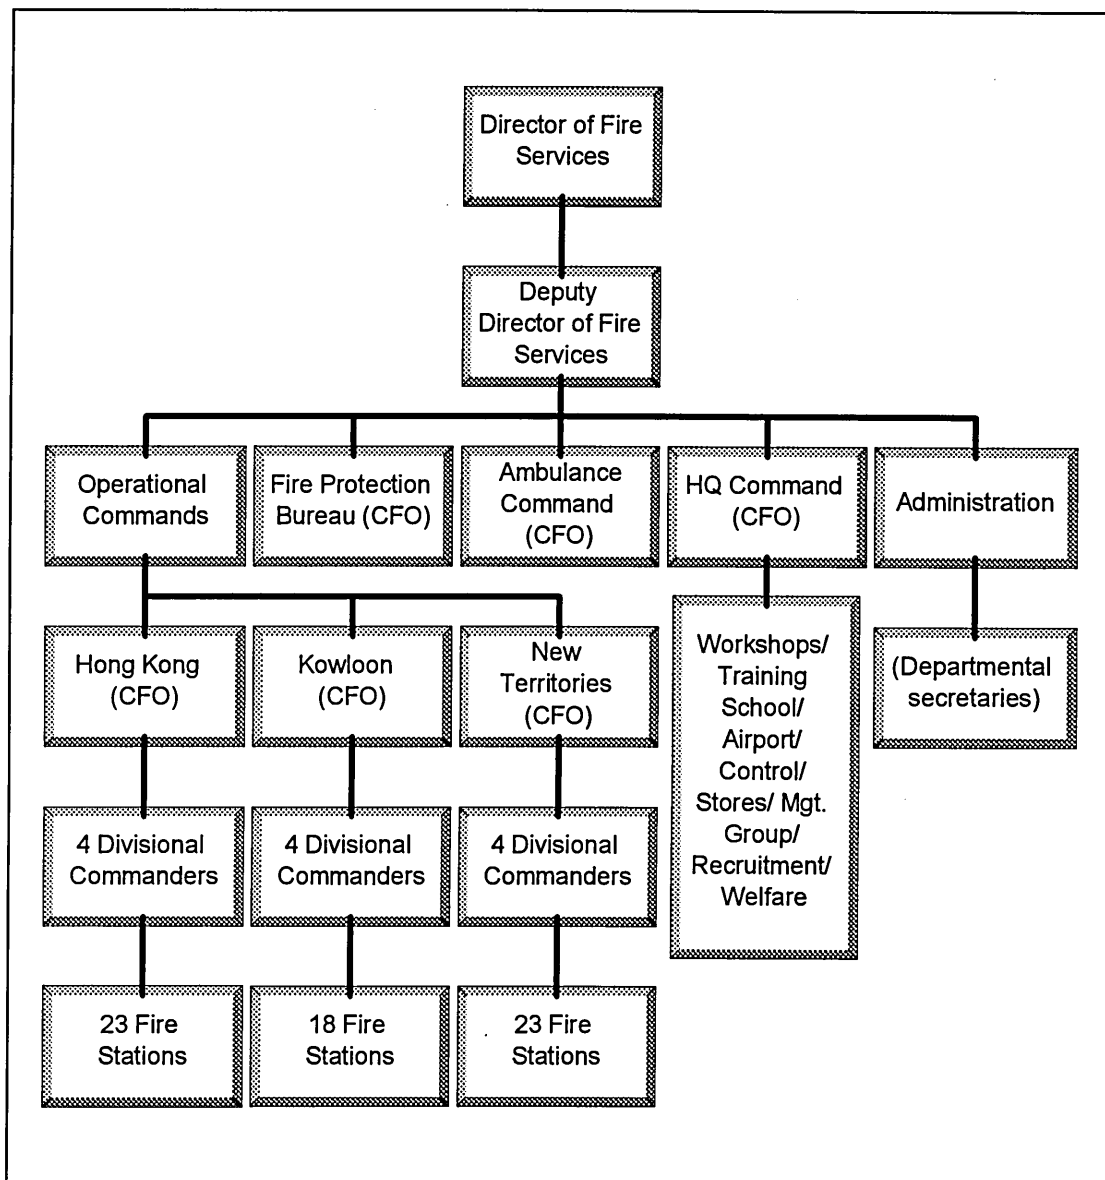 Director of Fire
Services
Deputy
Director of Fire
Services
Operational
Commands
Fire Protection
Bureau (CFO)
Ambulance
Command
(CFO)
HQ Command
(CFO)
Administration
Hong Kong
(CFO)
Kowloon
(CFO)
New
Territories
(CFO)
Workshops/
Training
School/
Airport/
Control/
Stores/ Mgt.
Group/
Recruitment/
Welfare
(Departmental
secretaries)
4 Divisional
Commanders
4 Divisional
Commanders
4 Divisional
Commanders
23 Fire
Stations
18 Fire
Stations
23 Fire
Stations